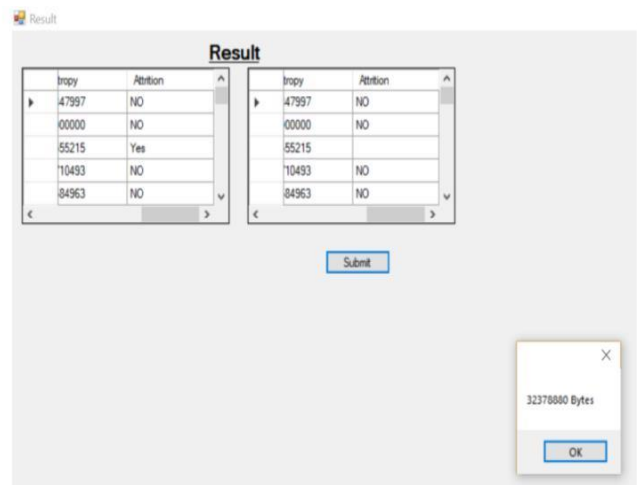 Result
Result
tropy Attrition
47997 NO
00000 NO
55215 Yes
10493 NO
84963 NO
tropy Attrition
47997 NO
00000 NO
55215
10493 NO
84963 NO
Submit
32378880 Bytes
OK